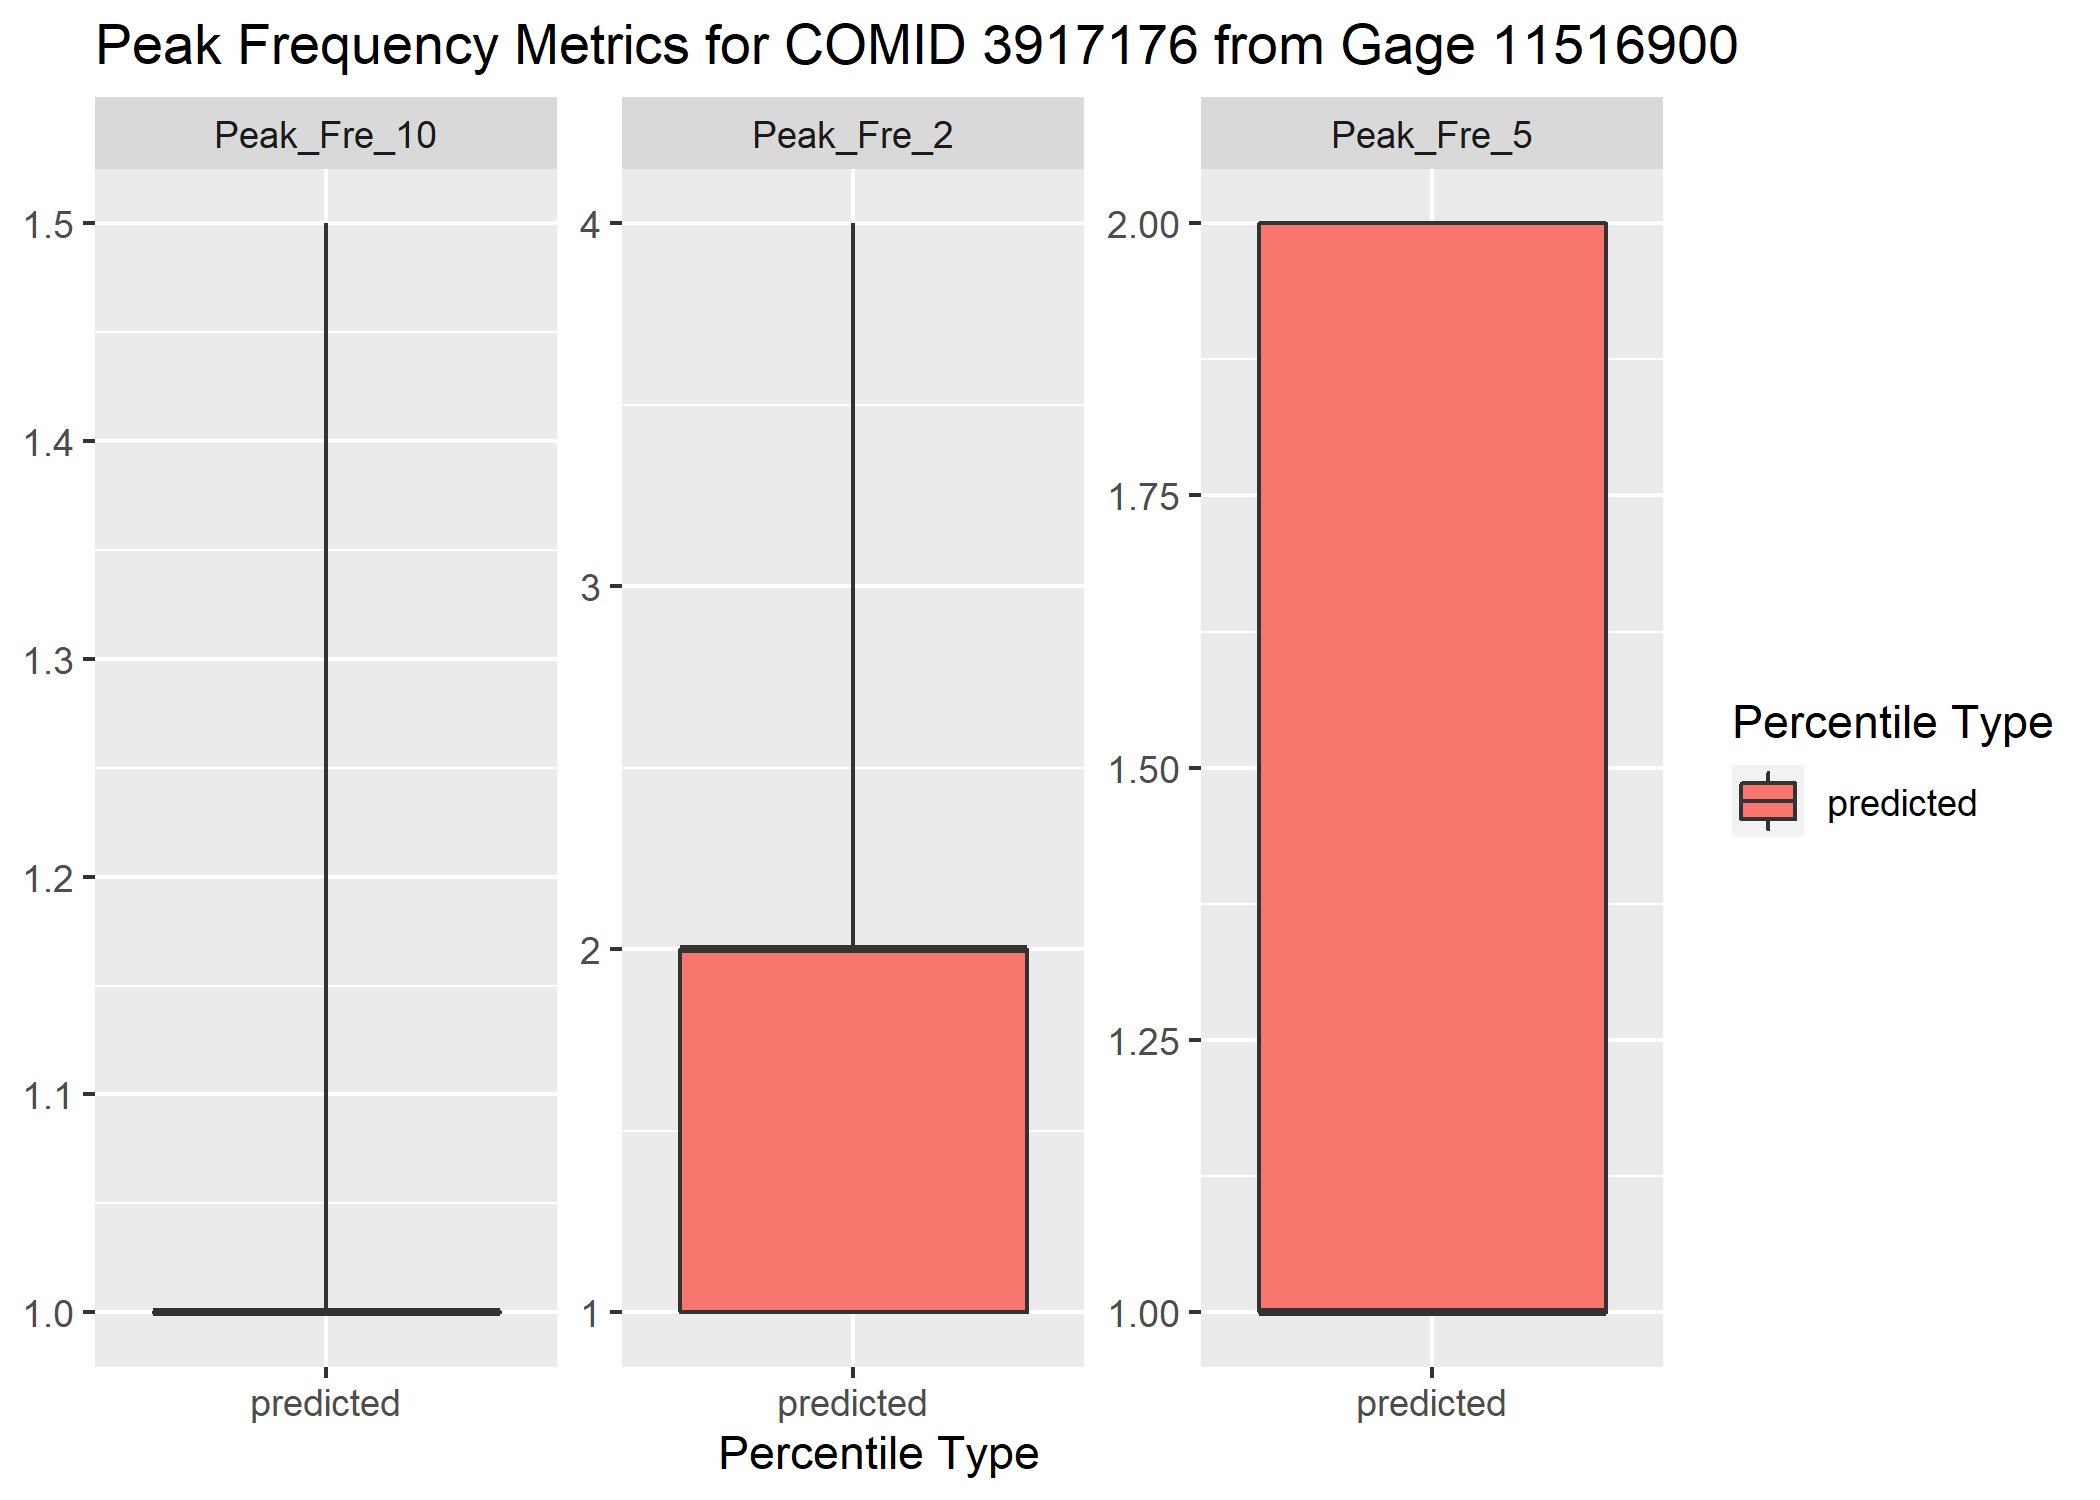 Peak Frequency Metrics for COMID 3917176 from Gage 11516900
Peak_Fre_10
Peak_Fre_2
Peak_Fre_5
1.5
1.4
1.3
1.2
1.1
1.0
4
3
2
1
2.00
1.75
1.50
1.25
1.00
predicted
predicted
predicted
Percentile Type
Percentile Type
predicted